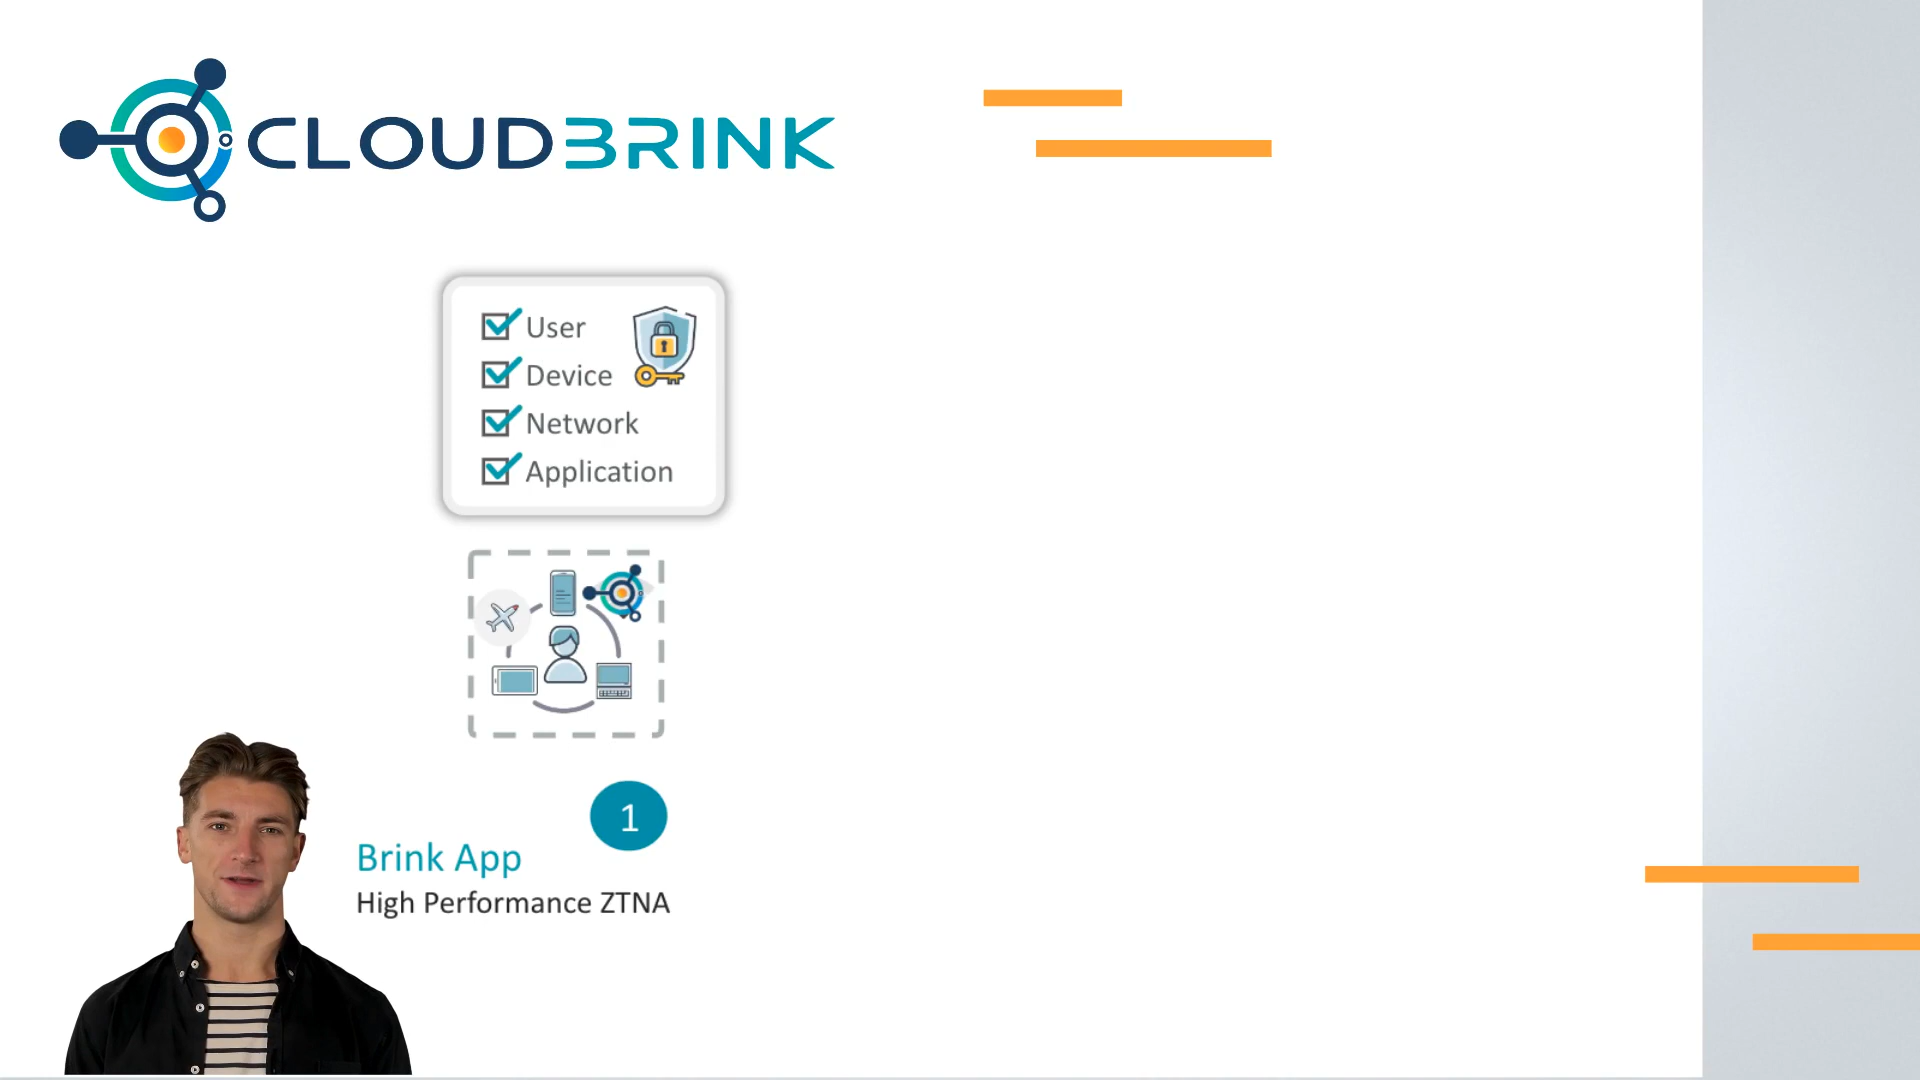 CLOUDBRINK
User
Device
Network
Application
1
Brink App
High Performance ZTNA